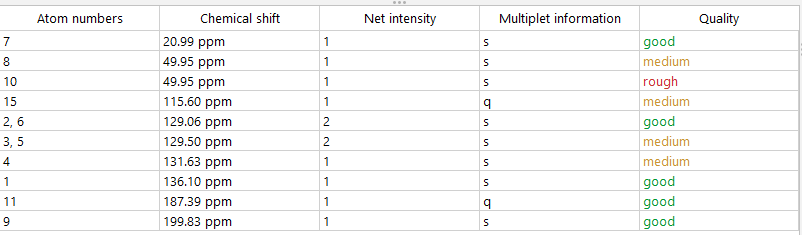 Atom numbers Chemical shift Net intensity Multiplet information Quality
7 20.99 ppm 1 s good
8 49.95 ppm 1 s medium
10 49.95 ppm 1 s rough
15 115.60 ppm 1 q medium
2, 6 129.06 ppm 2 s good
3, 5 129.50 ppm 2 s medium
4 131.63 ppm 1 s medium
1 136.10 ppm 1 s good
11 187.39 ppm 1 q good
9 199.83 ppm 1 s good